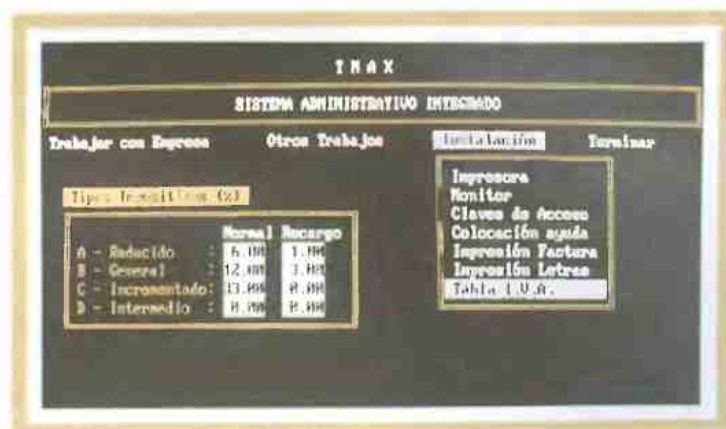 T M A X
SISTEMA ADMINISTRATIVO INTEGRADO
Trabajar con Empresa Otros Trabajos Instalación Terminar
Impresora
Monitor
Claves de Acceso
Colocación ayuda
Impresión Factura
Impresión Letras
Tabla I.V.A.
Tipos Impositivos (%)
Normal Recargo
A - Reducido : 6.00 1.00
B - General : 12.00 3.00
C - Incrementado: 33.00 0.00
D - Intermedio : 0.00 0.00